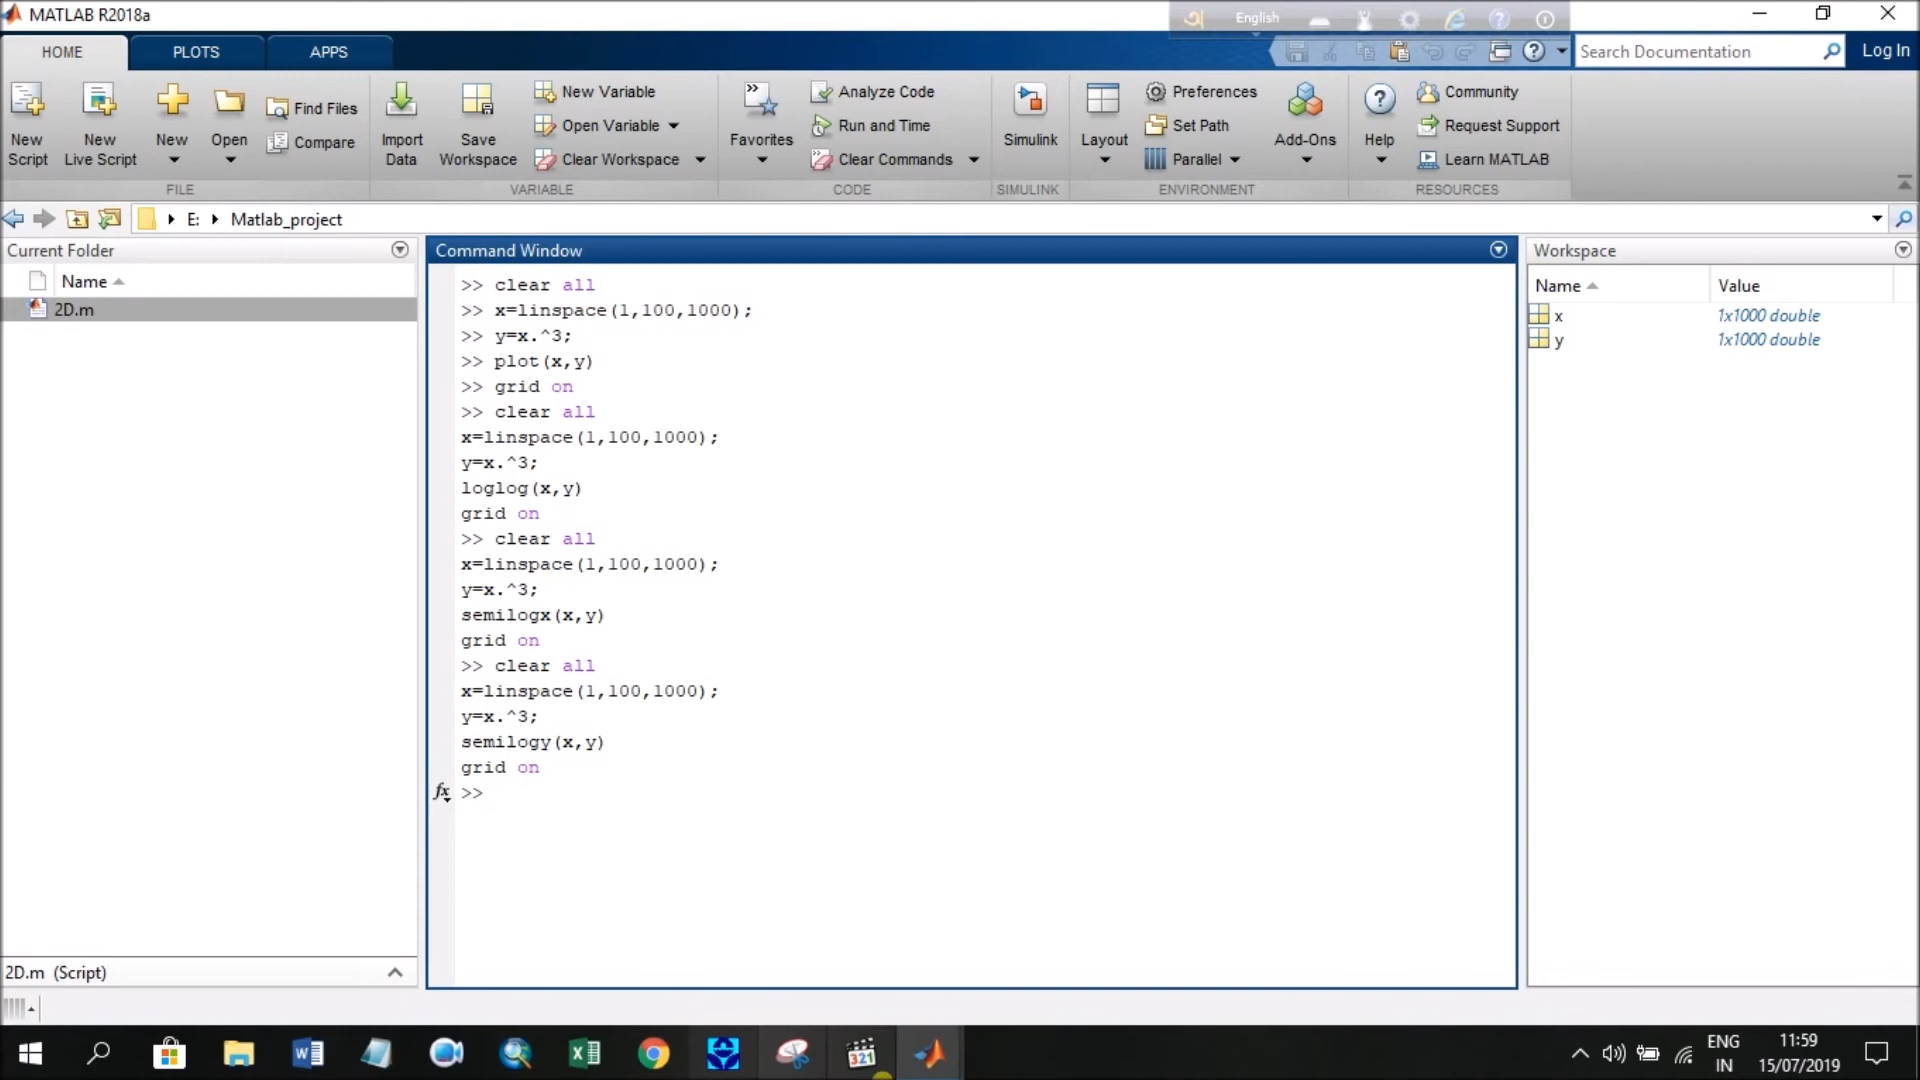 MATLAB R2018a
English
HOME
PLOTS
APPS
Search Documentation
Log In
New Script
New Live Script
New
Open
Find Files
Compare
Import Data
Save Workspace
New Variable
Open Variable
Clear Workspace
Favorites
Analyze Code
Run and Time
Clear Commands
Simulink
Layout
Preferences
Set Path
Parallel
Add-Ons
Help
Community
Request Support
Learn MATLAB
FILE
VARIABLE
CODE
SIMULINK
ENVIRONMENT
RESOURCES
E: Matlab_project
Current Folder
Name
2D.m
2D.m (Script)
Command Window
>> clear all
>> x=linspace(1,100,1000);
>> y=x.^3;
>> plot(x,y)
>> grid on
>> clear all
x=linspace(1,100,1000);
y=x.^3;
loglog(x,y)
grid on
>> clear all
x=linspace(1,100,1000);
y=x.^3;
semilogx(x,y)
grid on
>> clear all
x=linspace(1,100,1000);
y=x.^3;
semilogy(x,y)
grid on
fx >>
Workspace
Name Value
x 1x1000 double
y 1x1000 double
321
ENG
IN
11:59
15/07/2019